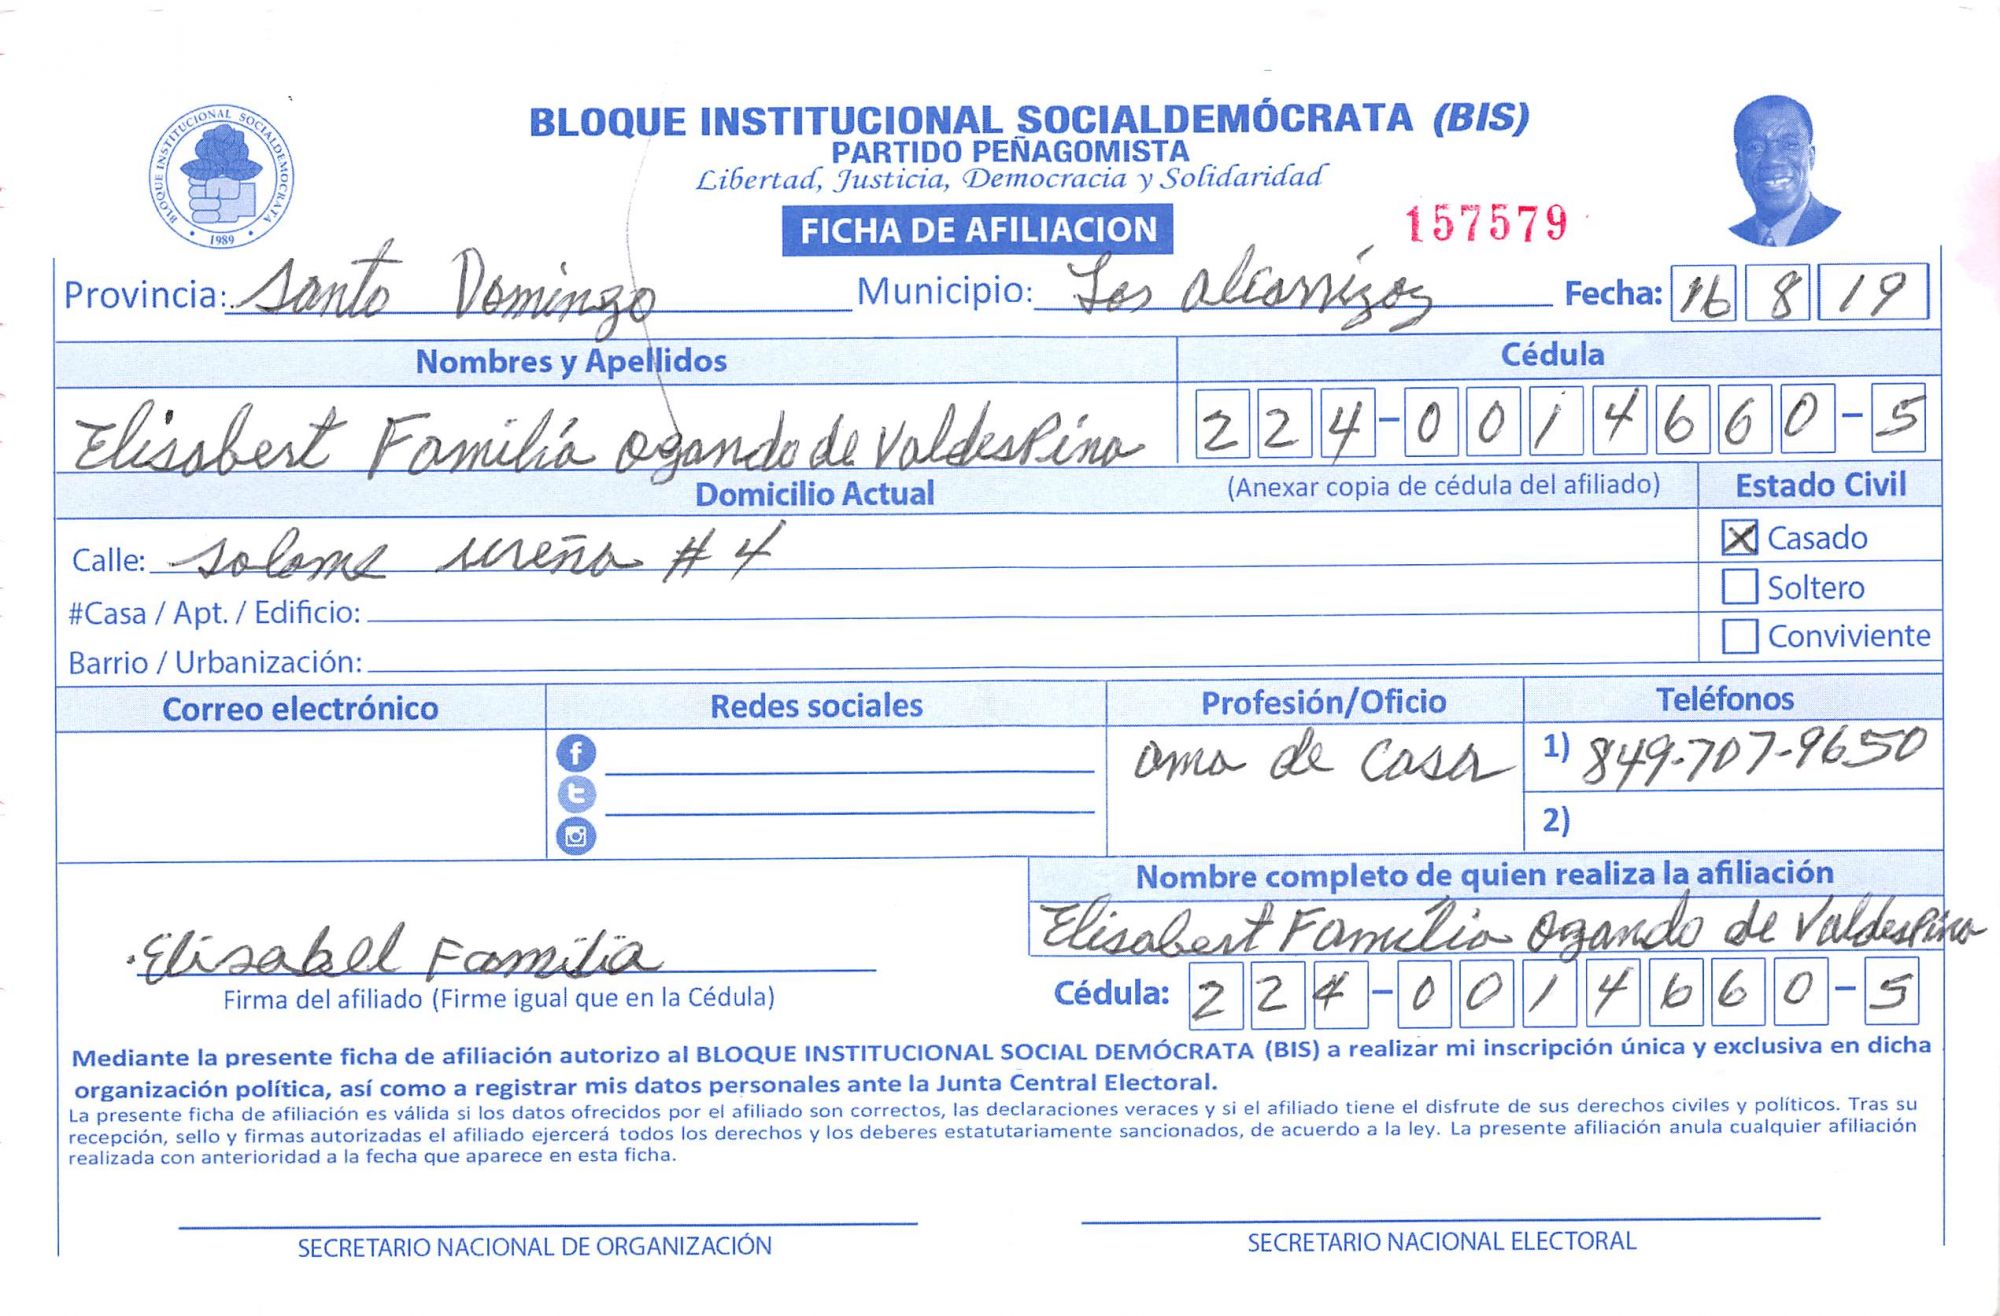 BLOQUE INSTITUCIONAL SOCIALDEMOCRATA
1989
BLOQUE INSTITUCIONAL SOCIALDEMÓCRATA (BIS)
PARTIDO PEÑAGOMISTA
Libertad, Justicia, Democracia y Solidaridad
FICHA DE AFILIACION
157579
Provincia: Santo Domingo Municipio: Los alcarrizos Fecha: 16 8 19
Nombres y Apellidos Cédula
Elisabert Familia ogando de ValdesPina 224-0014660-5
Domicilio Actual (Anexar copia de cédula del afiliado) Estado Civil
Calle: salome ureña # 4 X Casado
#Casa / Apt. / Edificio: Soltero
Barrio / Urbanización: Conviviente
Correo electrónico Redes sociales Profesión/Oficio Teléfonos
ama de casa 1) 849-707-9650
2)
Nombre completo de quien realiza la afiliación
Elisabert Familia ogando de ValdesPina
Elisabel Familia
Firma del afiliado (Firme igual que en la Cédula) Cédula: 224-0014660-5
Mediante la presente ficha de afiliación autorizo al BLOQUE INSTITUCIONAL SOCIAL DEMÓCRATA (BIS) a realizar mi inscripción única y exclusiva en dicha
organización política, así como a registrar mis datos personales ante la Junta Central Electoral.
La presente ficha de afiliación es válida si los datos ofrecidos por el afiliado son correctos, las declaraciones veraces y si el afiliado tiene el disfrute de sus derechos civiles y políticos. Tras su
recepción, sello y firmas autorizadas el afiliado ejercerá todos los derechos y los deberes estatutariamente sancionados, de acuerdo a la ley. La presente afiliación anula cualquier afiliación
realizada con anterioridad a la fecha que aparece en esta ficha.
SECRETARIO NACIONAL DE ORGANIZACIÓN SECRETARIO NACIONAL ELECTORAL